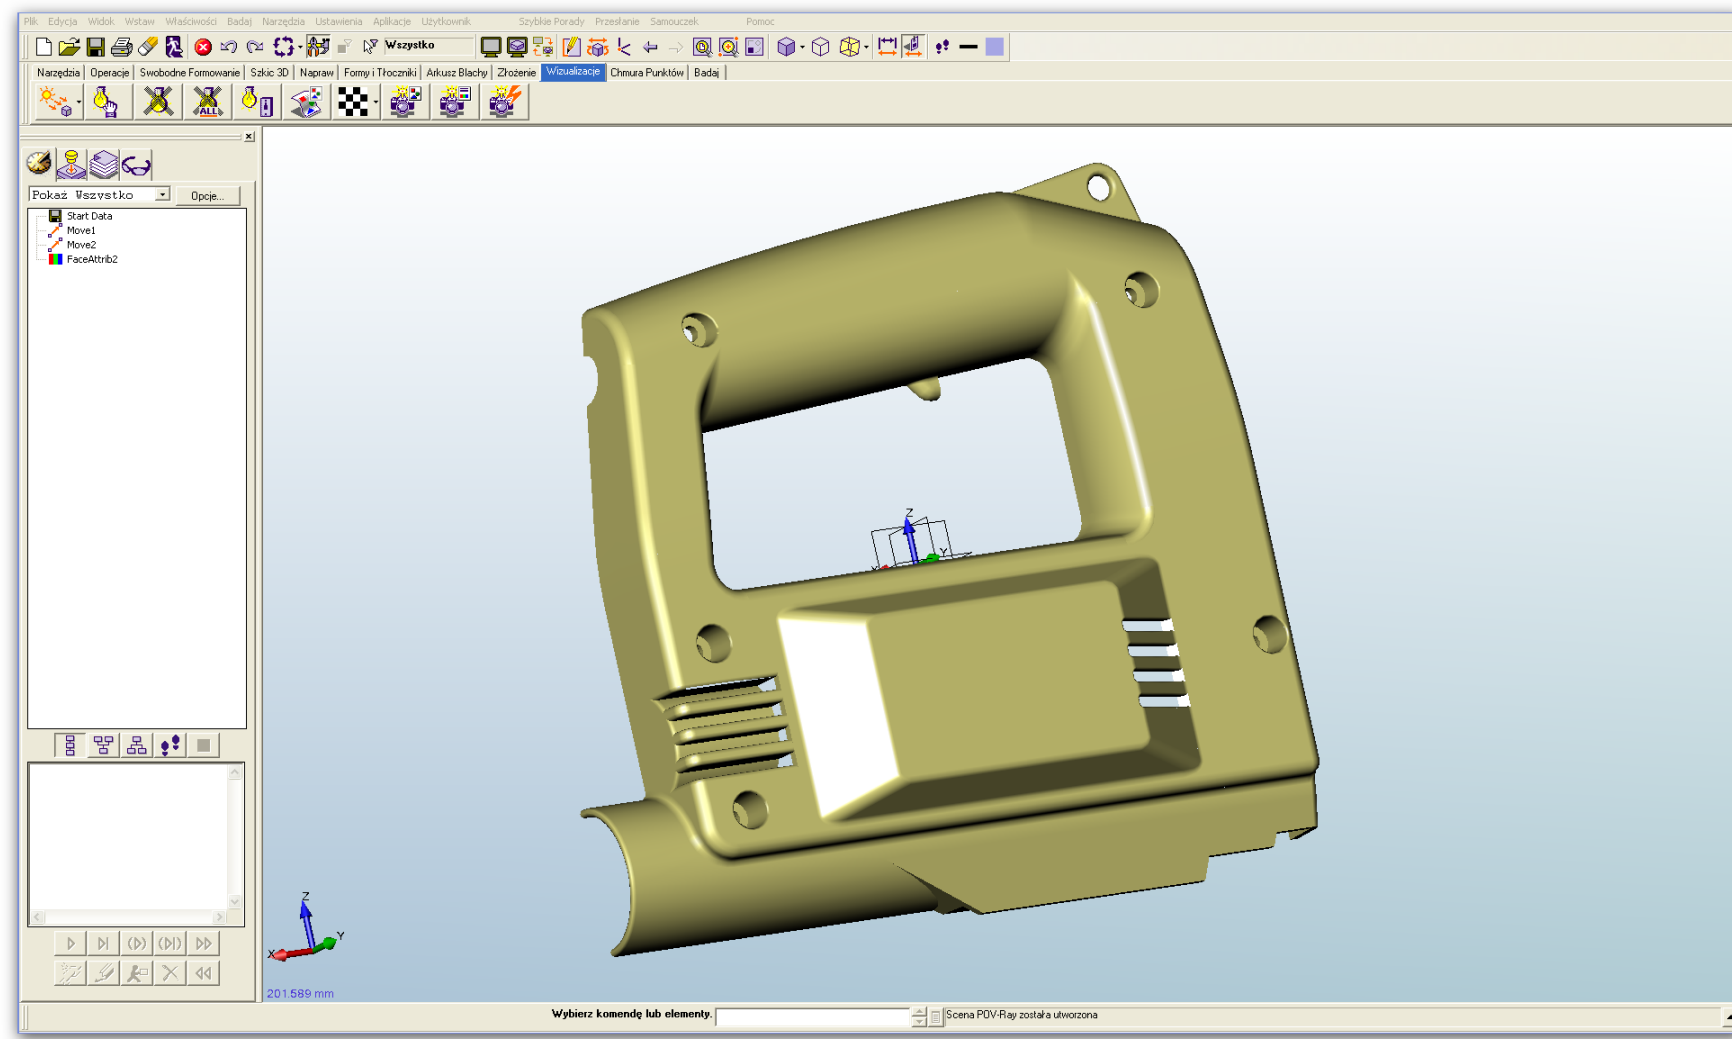 Plik Edycja Widok Wstaw Właściwości Badaj Narzędzia Ustawienia Aplikacje Użytkownik Szybkie Porady Przesłanie Samouczek Pomoc
Wszystko
Narzędzia Operacje Swobodne Formowanie Szkic 3D Napraw Formy i Tłoczniki Arkusz Blachy Złożenie Wizualizacje Chmura Punktów Badaj
ALL
Pokaż Wszystko Opcje...
Start Data
Move1
Move2
FaceAttrib2
Z
Y
X
Z
Y
X
201.589 mm
Wybierz komendę lub elementy. Scena POV-Ray została utworzona